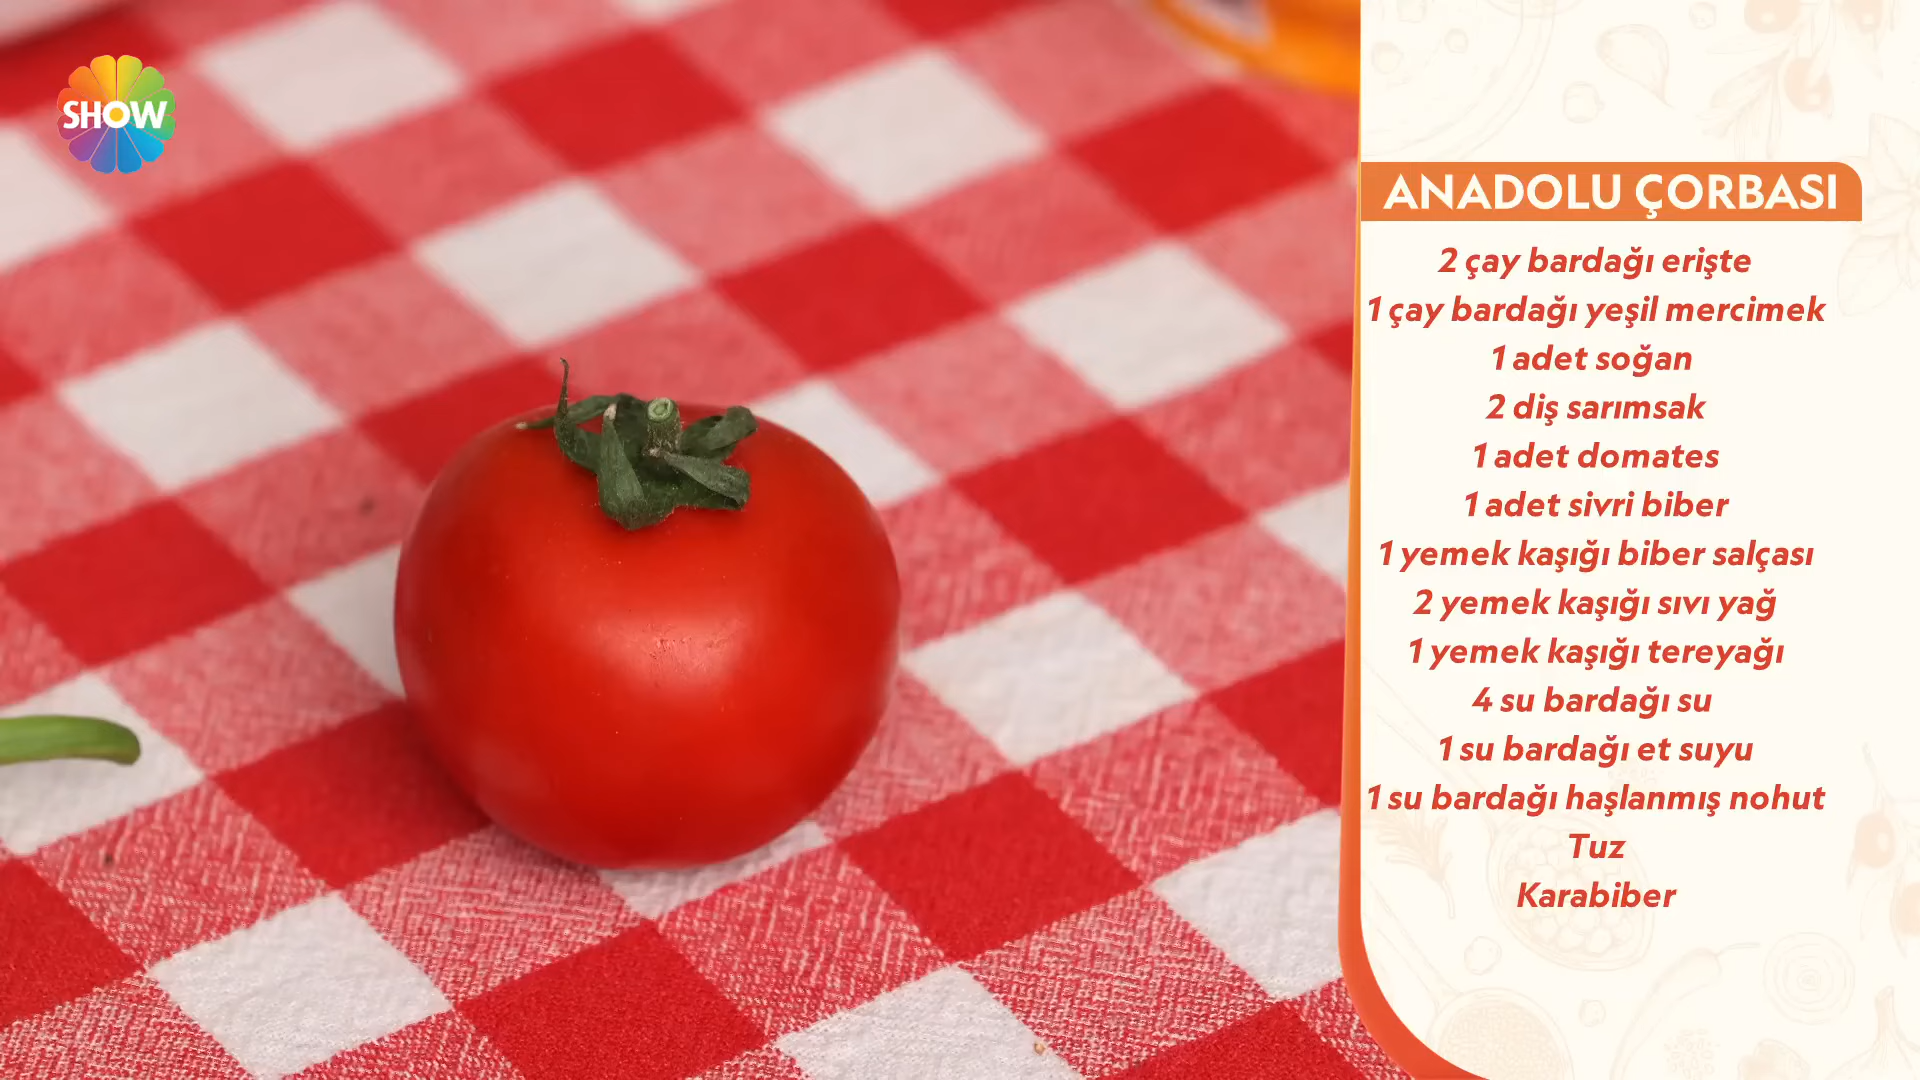 SHOW
ANADOLU ÇORBASI
2 çay bardağı erişte
1 çay bardağı yeşil mercimek
1 adet soğan
2 diş sarımsak
1 adet domates
1 adet sivri biber
1 yemek kaşığı biber salçası
2 yemek kaşığı sıvı yağ
1 yemek kaşığı tereyağı
4 su bardağı su
1 su bardağı et suyu
1 su bardağı haşlanmış nohut
Tuz
Karabiber